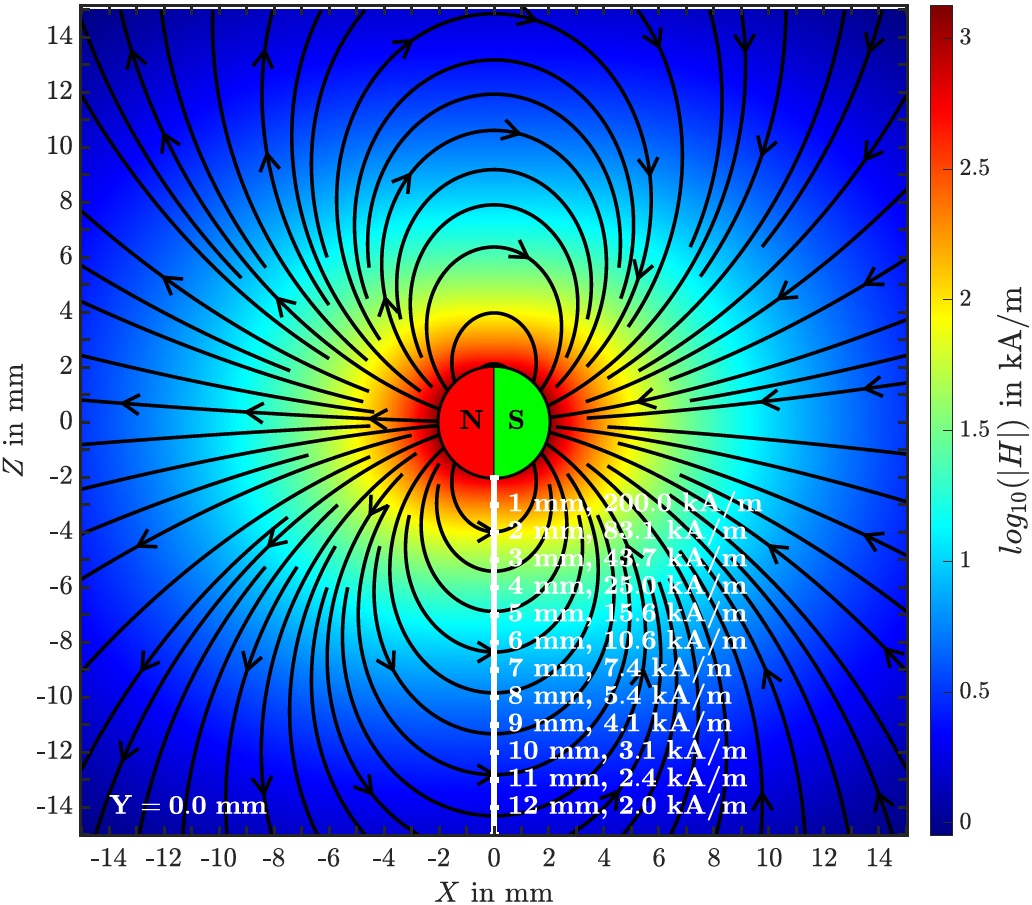 14
12
10
8
6
4
2
0
-2
-4
-6
-8
-10
-12
-14
Z in mm
N S
1 mm, 200.0 kA/m
2 mm, 83.1 kA/m
3 mm, 43.7 kA/m
4 mm, 25.0 kA/m
5 mm, 15.6 kA/m
6 mm, 10.6 kA/m
7 mm, 7.4 kA/m
8 mm, 5.4 kA/m
9 mm, 4.1 kA/m
10 mm, 3.1 kA/m
11 mm, 2.4 kA/m
12 mm, 2.0 kA/m
Y = 0.0 mm
-14 -12 -10 -8 -6 -4 -2 0 2 4 6 8 10 12 14
X in mm
3
2.5
2
1.5
1
0.5
0
log₁₀(|H|) in kA/m